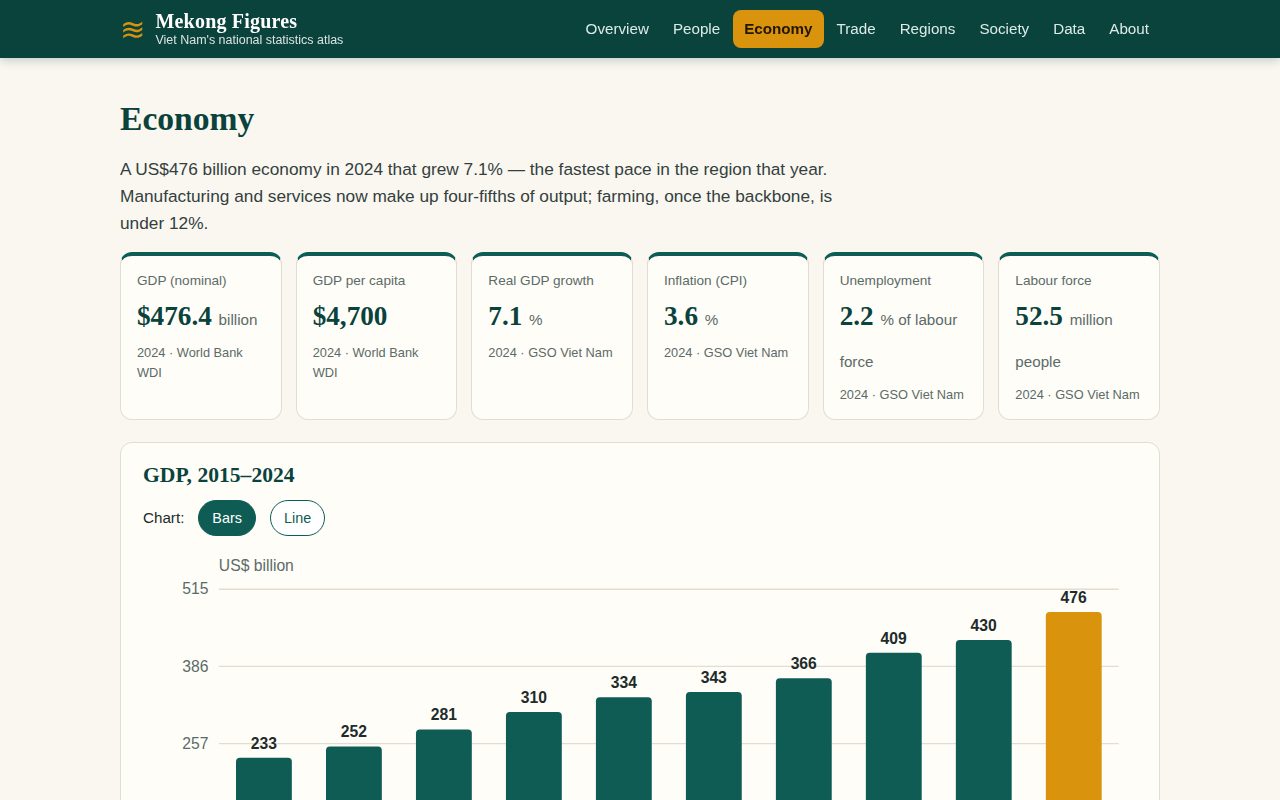 ≋ Mekong Figures
Viet Nam's national statistics atlas
Overview People Economy Trade Regions Society Data About
Economy
A US$476 billion economy in 2024 that grew 7.1% — the fastest pace in the region that year.
Manufacturing and services now make up four-fifths of output; farming, once the backbone, is
under 12%.
GDP (nominal)
$476.4 billion
2024 · World Bank
WDI
GDP per capita
$4,700
2024 · World Bank
WDI
Real GDP growth
7.1 %
2024 · GSO Viet Nam
Inflation (CPI)
3.6 %
2024 · GSO Viet Nam
Unemployment
2.2 % of labour
force
2024 · GSO Viet Nam
Labour force
52.5 million
people
2024 · GSO Viet Nam
GDP, 2015–2024
Chart: Bars Line
US$ billion
515
386
257
233
252
281
310
334
343
366
409
430
476